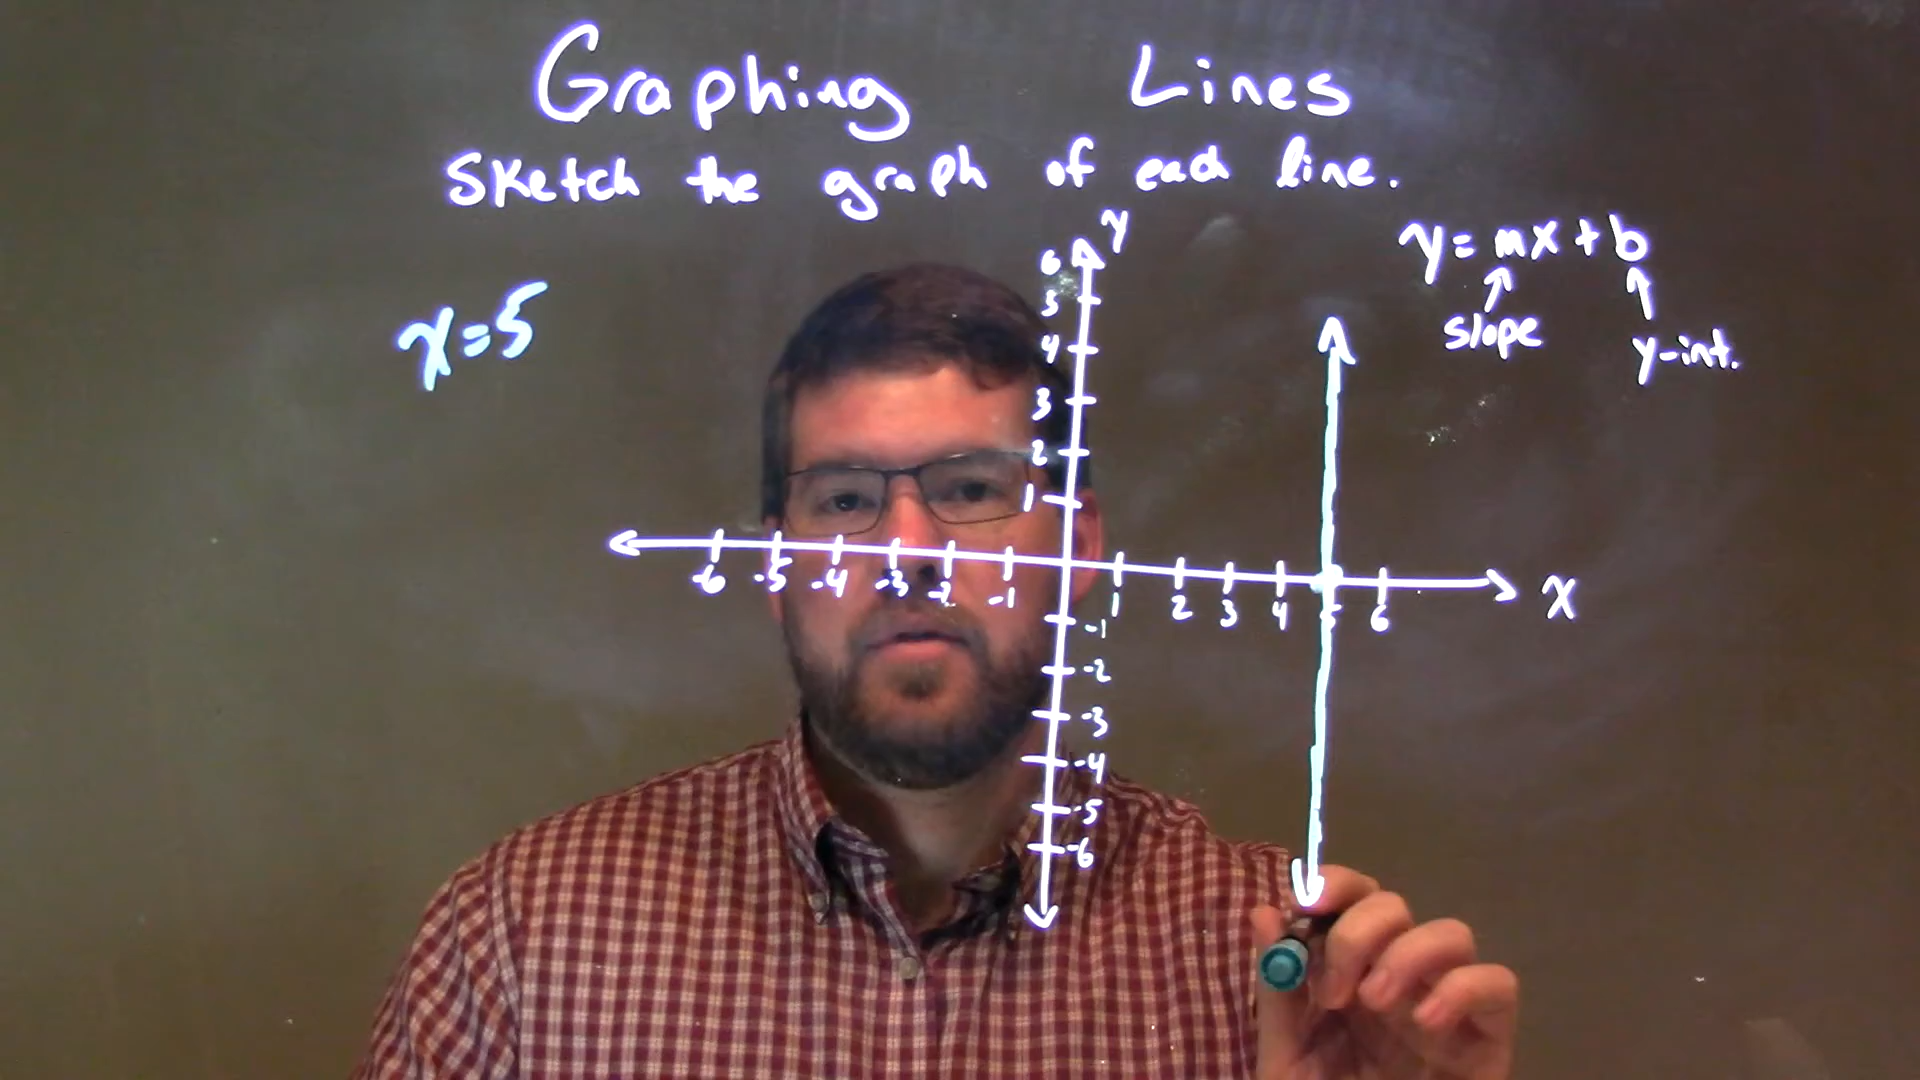 Graphing Lines
Sketch the graph of each line.
y
y = mx + b
slope
y-int.
x=5
6
5
4
3
2
1
-6 -5 -4 -3 -2 -1 1 2 3 4 5 6
x
-1
-2
-3
-4
-5
-6